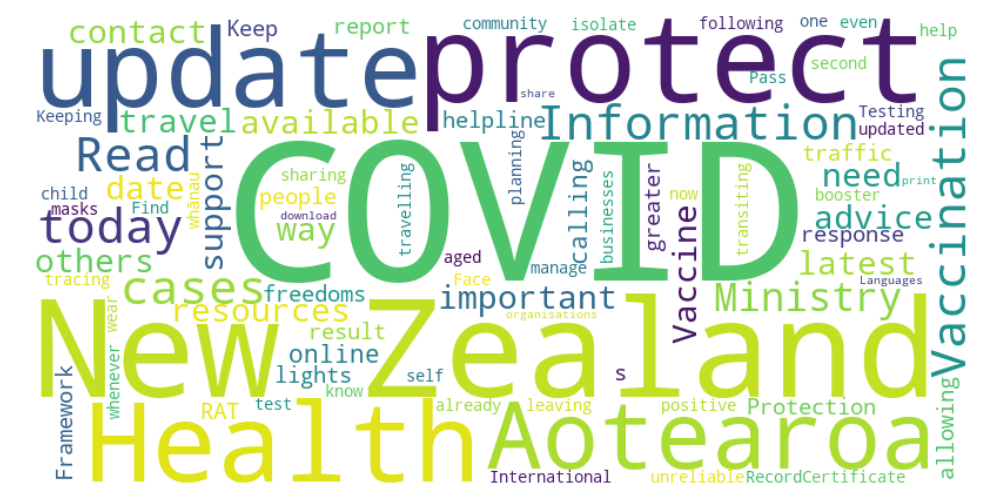 contact Keep report community isolate following one even help
update protect
second
share Pass
Keeping travel available helpline Information Testing
updated
Read support planning calling traffic need print Vaccination
child date whānau sharing people travelling businesses greater now transiting booster
masks Find download
today way advice
others aged Vaccine response
COVID
tracing Face manage latest Languages
cases freedoms important Ministry
resources organisations
New Zealand
wear result
online
lights self s
whenever know
Framework RAT test already leaving positive Protection allowing
Health Aotearoa
International unreliable RecordCertificate